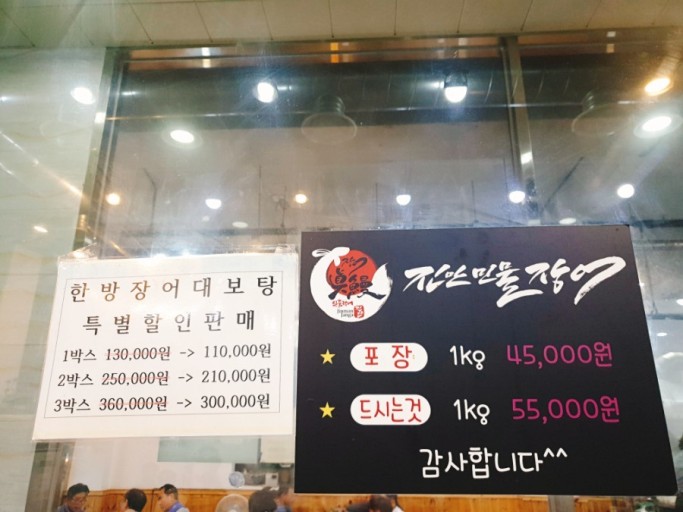 한방장어대보탕
특별할인판매
1박스 130,000원 -> 110,000원
2박스 250,000원 -> 210,000원
3박스 360,000원 -> 300,000원
진만민물장어
★ 포장 1kg 45,000원
★ 드시는것 1kg 55,000원
감사합니다^^